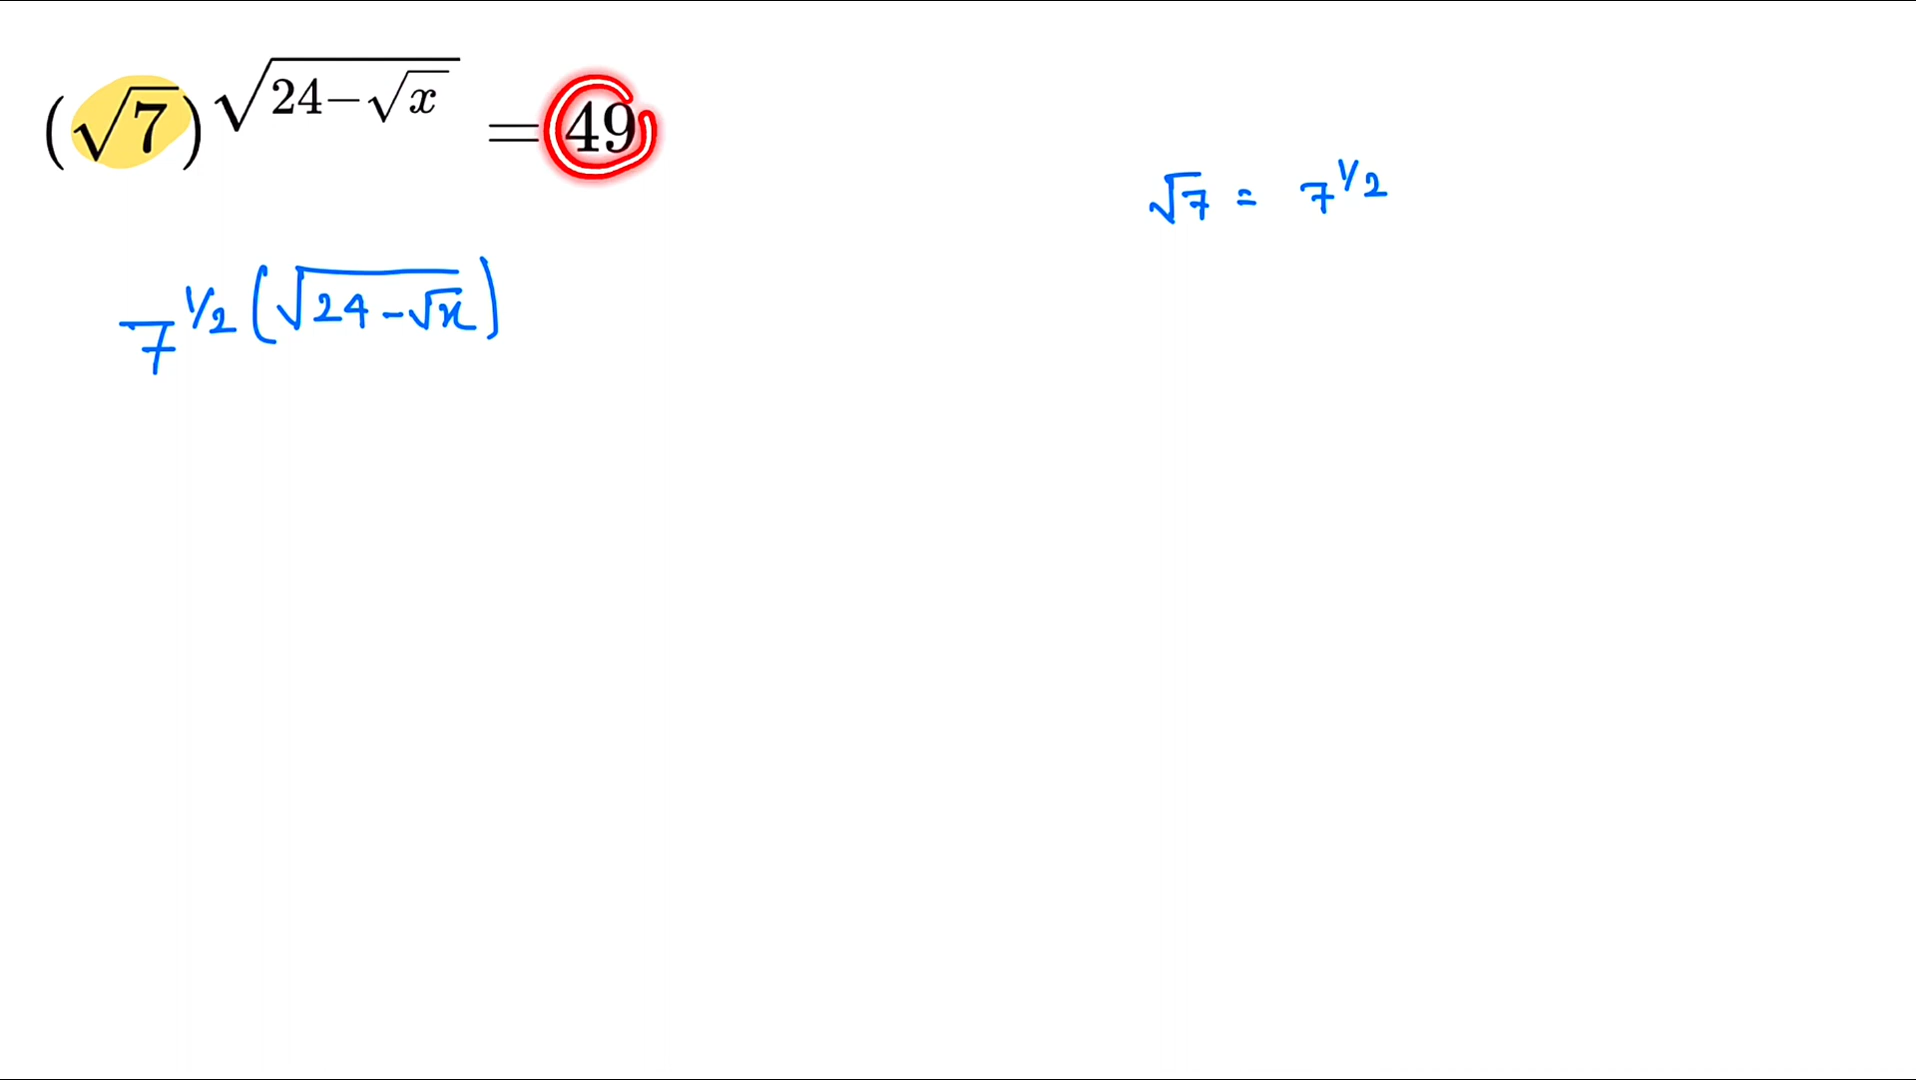 (√7)^√(24−√x) = 49
√7 = 7^1/2
7^1/2 (√(24−√x))